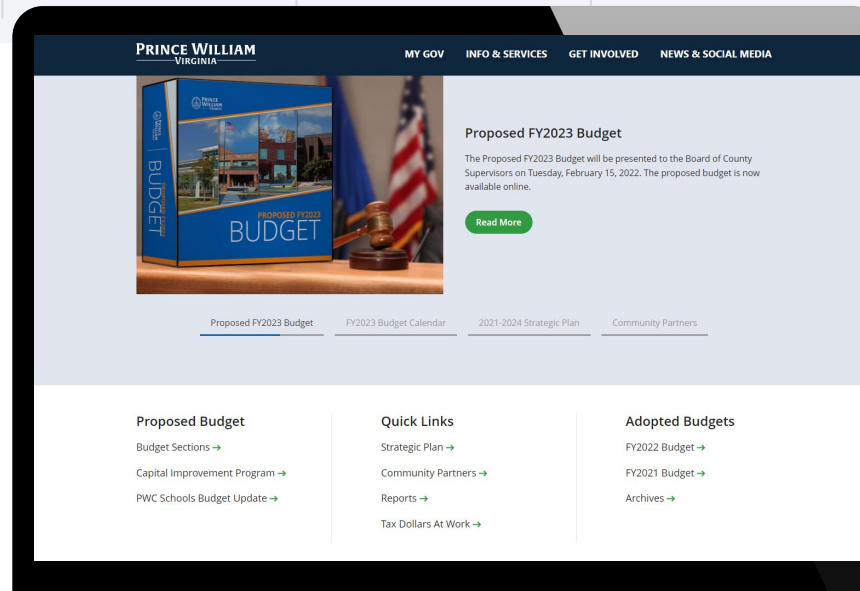 PRINCE WILLIAM
VIRGINIA
MY GOV INFO & SERVICES GET INVOLVED NEWS & SOCIAL MEDIA
PRINCE
WILLIAM
BUDGET
PROPOSED FY2023
BUDGET
Proposed FY2023 Budget
The Proposed FY2023 Budget will be presented to the Board of County
Supervisors on Tuesday, February 15, 2022. The proposed budget is now
available online.
Read More
Proposed FY2023 Budget FY2023 Budget Calendar 2021-2024 Strategic Plan Community Partners
Proposed Budget
Budget Sections →
Capital Improvement Program →
PWC Schools Budget Update →
Quick Links
Strategic Plan →
Community Partners →
Reports →
Tax Dollars At Work →
Adopted Budgets
FY2022 Budget →
FY2021 Budget →
Archives →